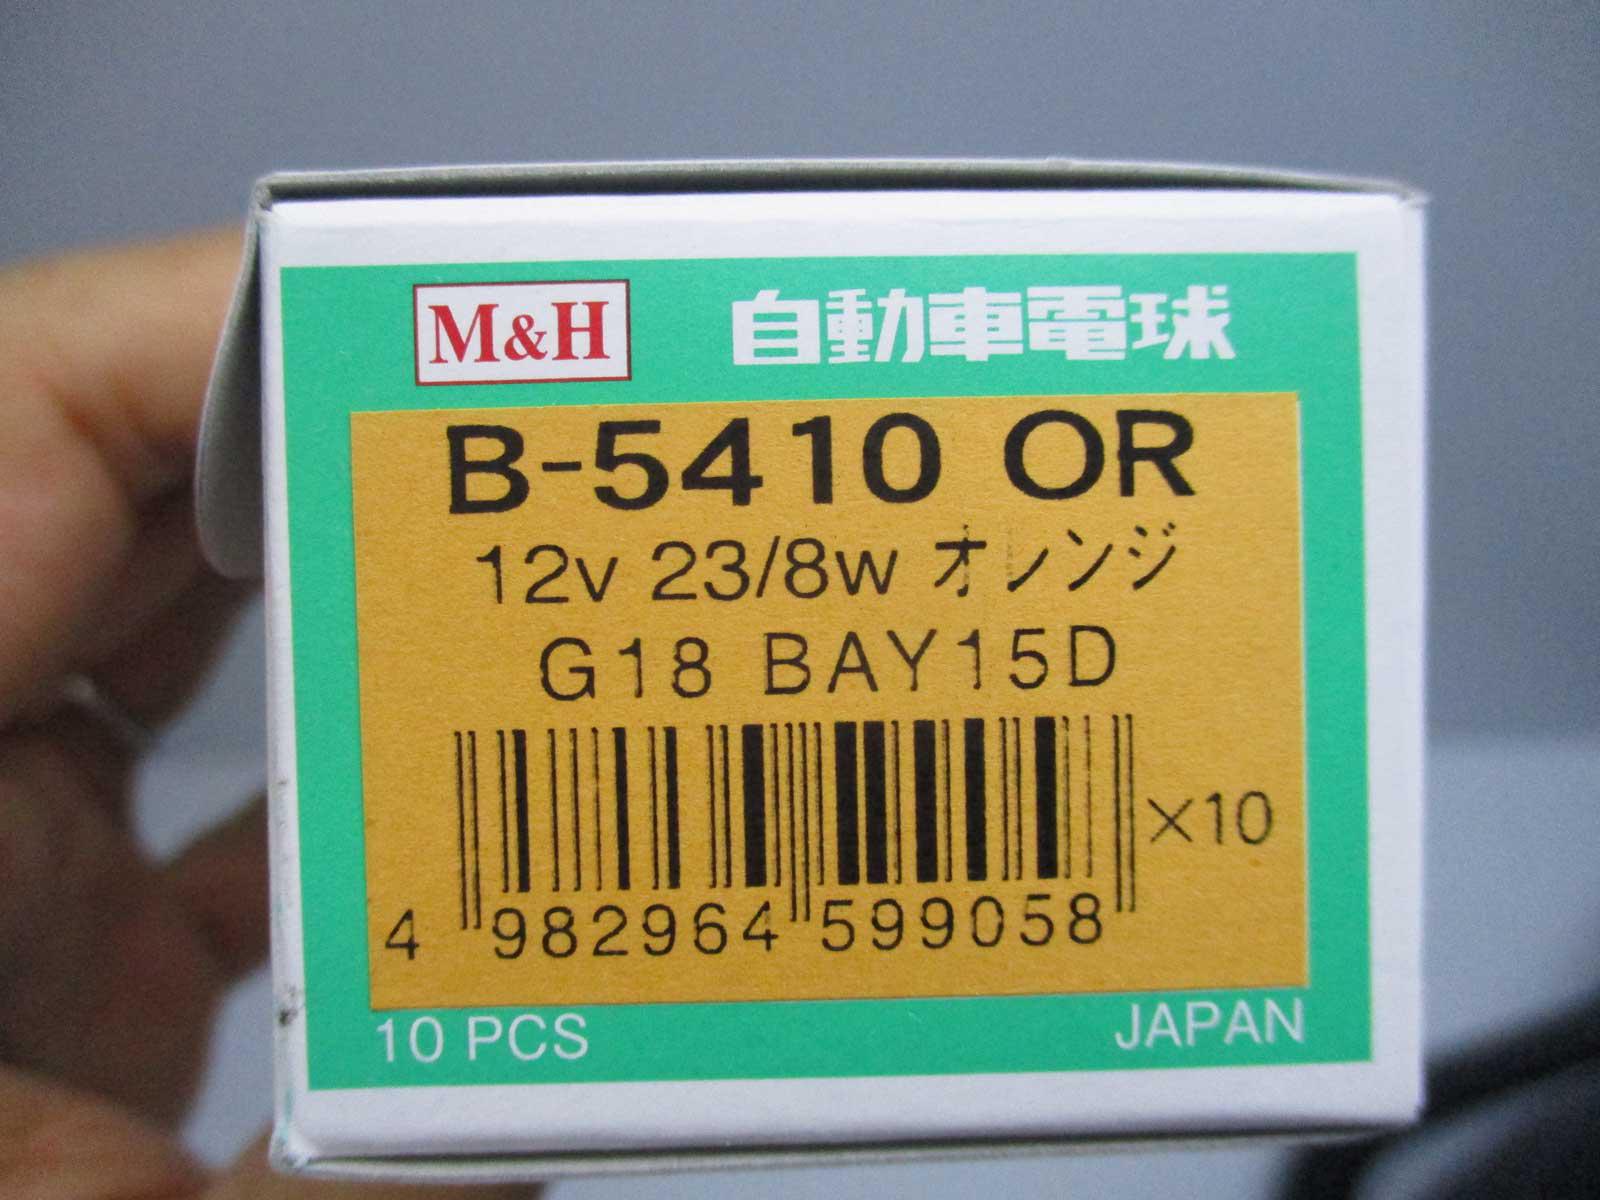 M&H 自動車電球
B-5410 OR
12v 23/8w オレンジ
G18 BAY15D
×10
4 982964 599058
10 PCS JAPAN